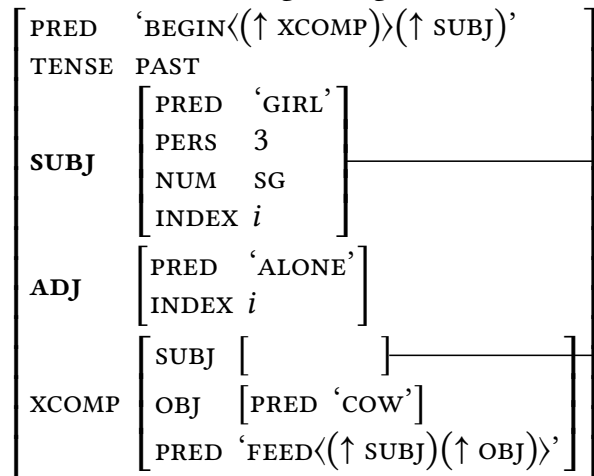 PRED ‘BEGIN⟨(↑ XCOMP)⟩(↑ SUBJ)’
TENSE PAST
SUBJ [PRED ‘GIRL’
PERS 3
NUM SG
INDEX i]
ADJ [PRED ‘ALONE’
INDEX i]
XCOMP [SUBJ [ ]
OBJ [PRED ‘COW’]
PRED ‘FEED⟨(↑ SUBJ)(↑ OBJ)⟩’]